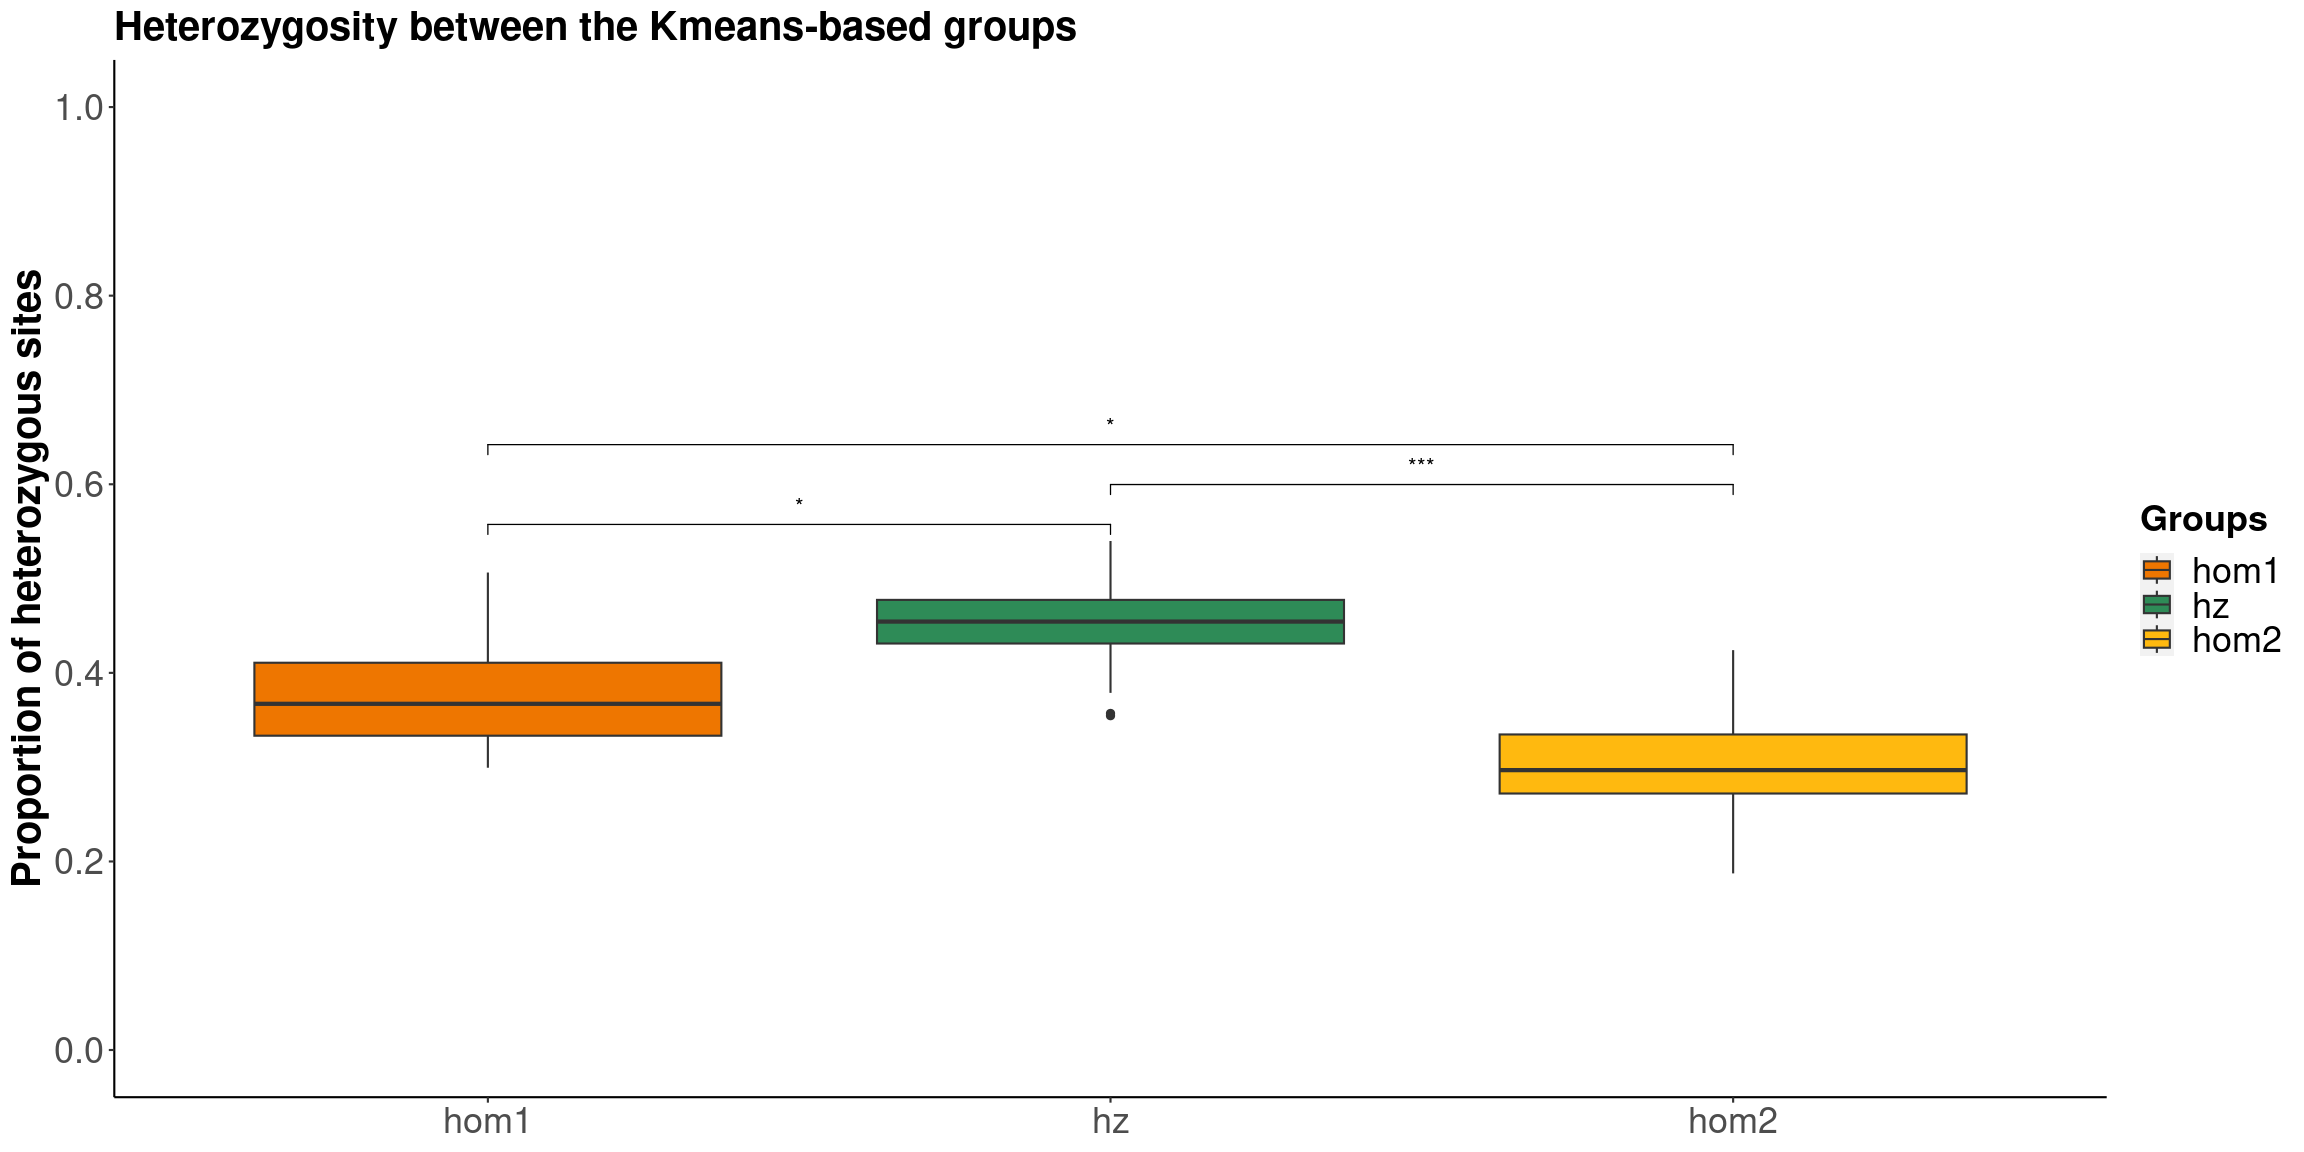 Heterozygosity between the Kmeans-based groups
Proportion of heterozygous sites
1.0
0.8
0.6
0.4
0.2
0.0
*
***
*
hom1
hz
hom2
Groups
hom1
hz
hom2